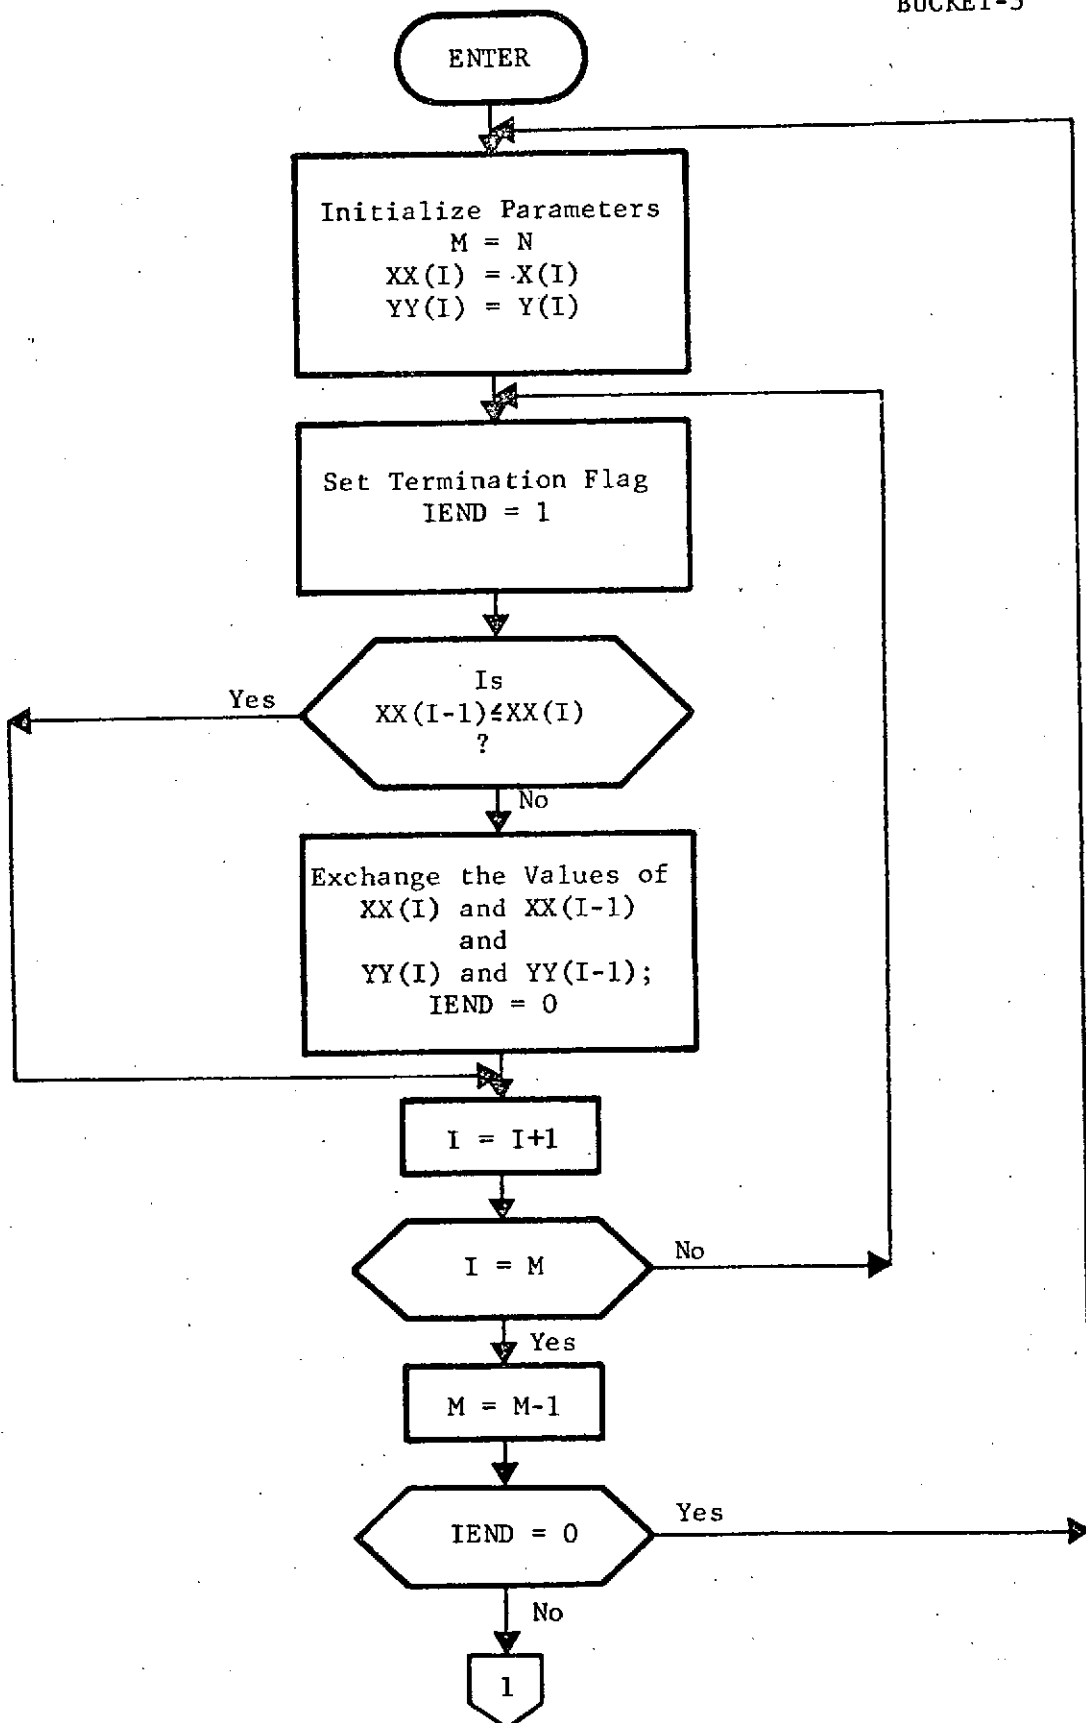 BUCKET-5
ENTER
Initialize Parameters
M = N
XX(I) = X(I)
YY(I) = Y(I)
Set Termination Flag
IEND = 1
Is
XX(I-1)≤XX(I)
?
Yes
No
Exchange the Values of
XX(I) and XX(I-1)
and
YY(I) and YY(I-1);
IEND = 0
I = I+1
I = M
No
Yes
M = M-1
IEND = 0
Yes
No
1